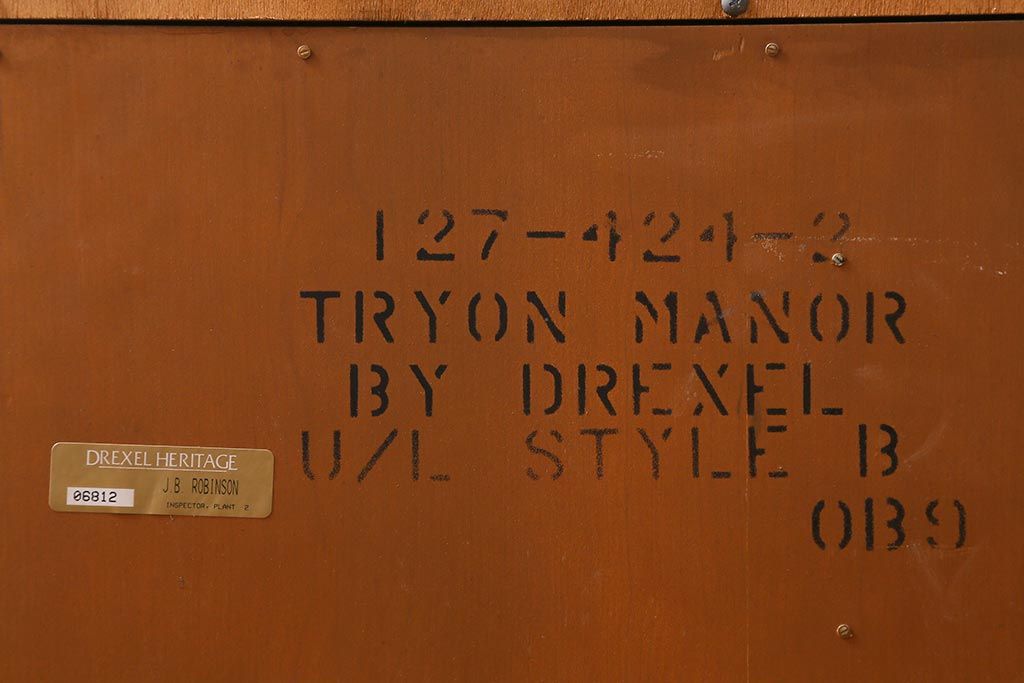 127-424-2
TRYON MANOR
BY DREXEL
U/L STYLE B
0B9
DREXEL HERITAGE
J.B. ROBINSON
06812
INSPECTOR, PLANT 2